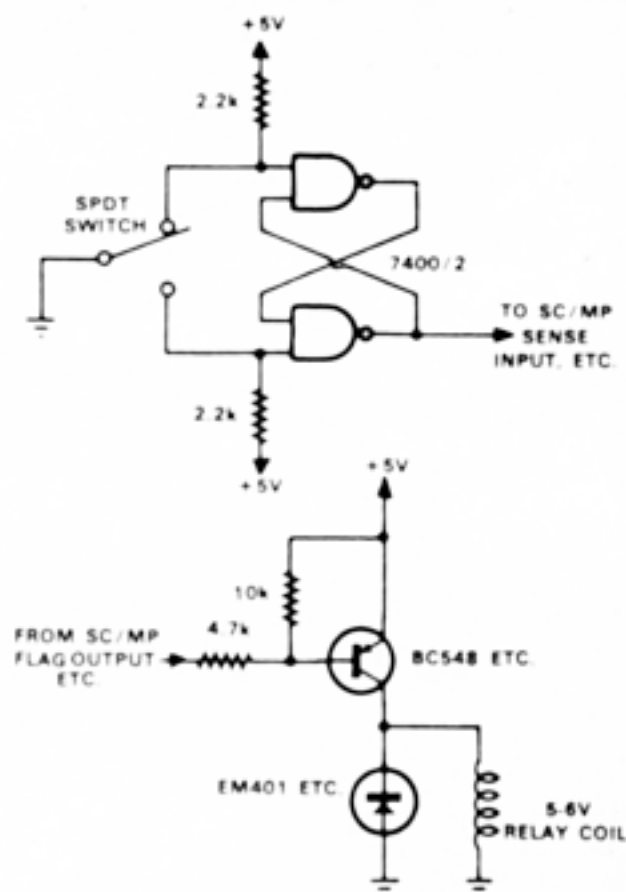 +5V
2.2k
SPDT
SWITCH
7400/2
TO SC/MP
SENSE
INPUT, ETC.
2.2k
+5V
+5V
10k
4.7k
FROM SC/MP
FLAG OUTPUT
ETC.
BC548 ETC.
EM401 ETC.
5-6V
RELAY COIL